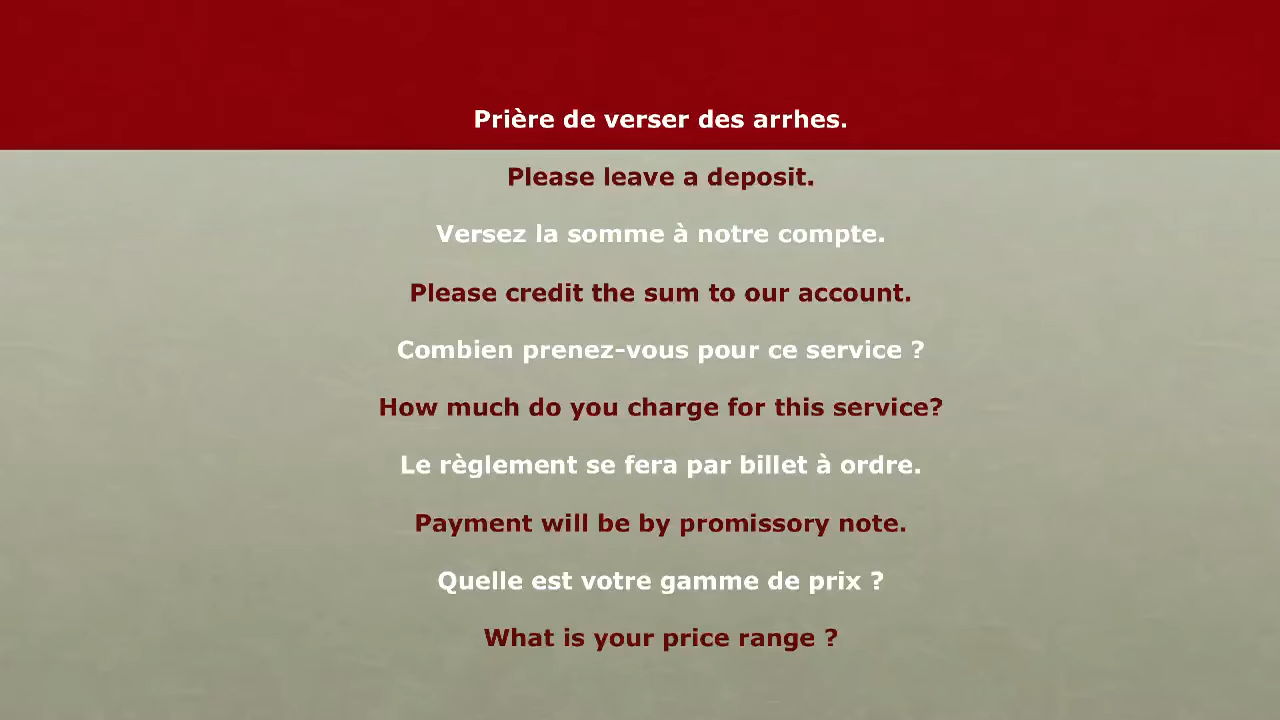 Prière de verser des arrhes.
Please leave a deposit.
Versez la somme à notre compte.
Please credit the sum to our account.
Combien prenez-vous pour ce service ?
How much do you charge for this service?
Le règlement se fera par billet à ordre.
Payment will be by promissory note.
Quelle est votre gamme de prix ?
What is your price range ?